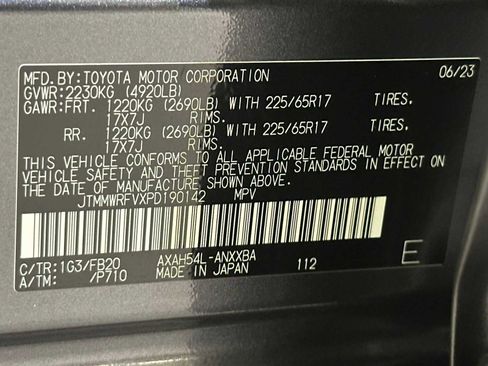 MFD.BY:TOYOTA MOTOR CORPORATION 06/23
GVWR:2230KG (4920LB)
GAWR:FRT. 1220KG (2690LB) WITH 225/65R17 TIRES,
17X7J RIMS.
RR. 1220KG (2690LB) WITH 225/65R17 TIRES,
17X7J RIMS.
THIS VEHICLE CONFORMS TO ALL APPLICABLE FEDERAL MOTOR
VEHICLE SAFETY AND THEFT PREVENTION STANDARDS IN EFFECT ON
THE DATE OF MANUFACTURE SHOWN ABOVE.
JTMMWRFVXPD190142 MPV
C/TR:1G3/FB20 AXAH54L-ANXXBA
A/TM: /P710 MADE IN JAPAN 112 E